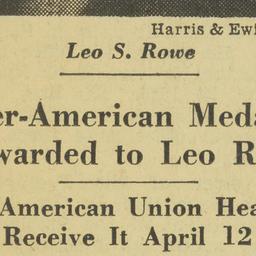 Harris & Ewi
Leo S. Rowe
er-American Meda
warded to Leo R
American Union Hea
Receive It April 12